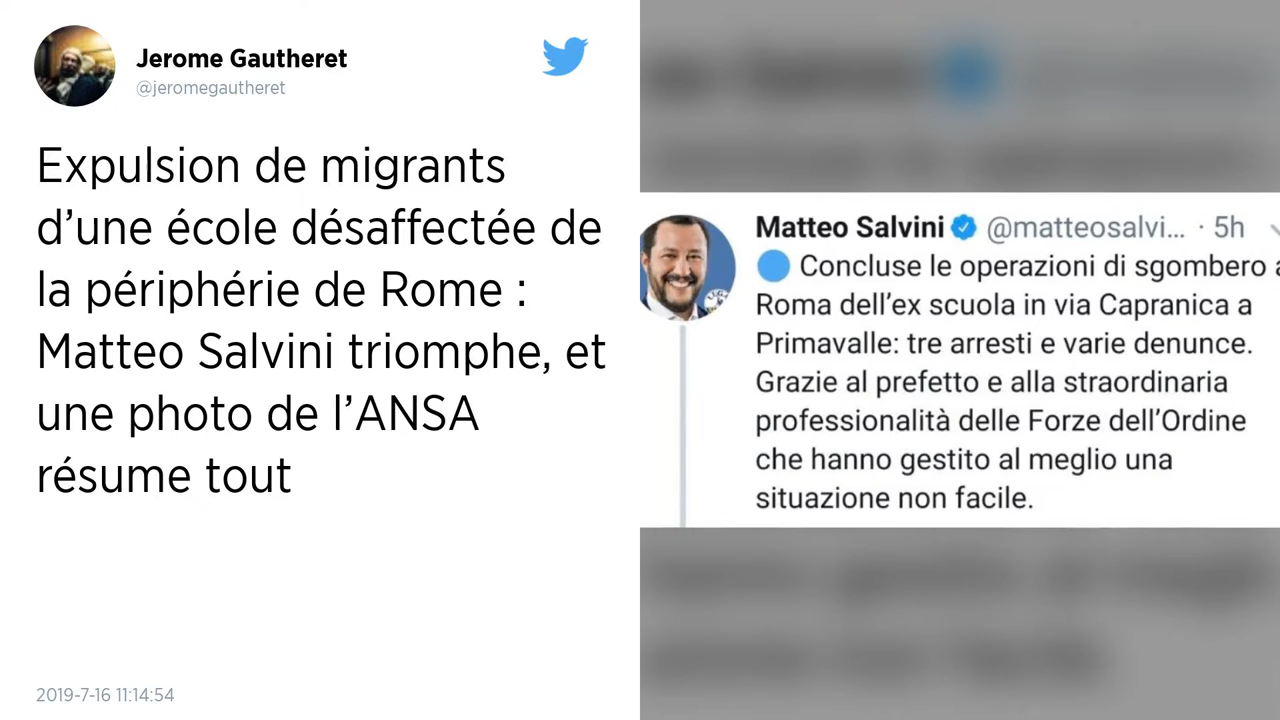 Jerome Gautheret
@jeromegautheret
Expulsion de migrants
d’une école désaffectée de
la périphérie de Rome :
Matteo Salvini triomphe, et
une photo de l’ANSA
résume tout
2019-7-16 11:14:54
Matteo Salvini @matteosalvi... · 5h
Concluse le operazioni di sgombero a
Roma dell’ex scuola in via Capranica a
Primavalle: tre arresti e varie denunce.
Grazie al prefetto e alla straordinaria
professionalità delle Forze dell’Ordine
che hanno gestito al meglio una
situazione non facile.